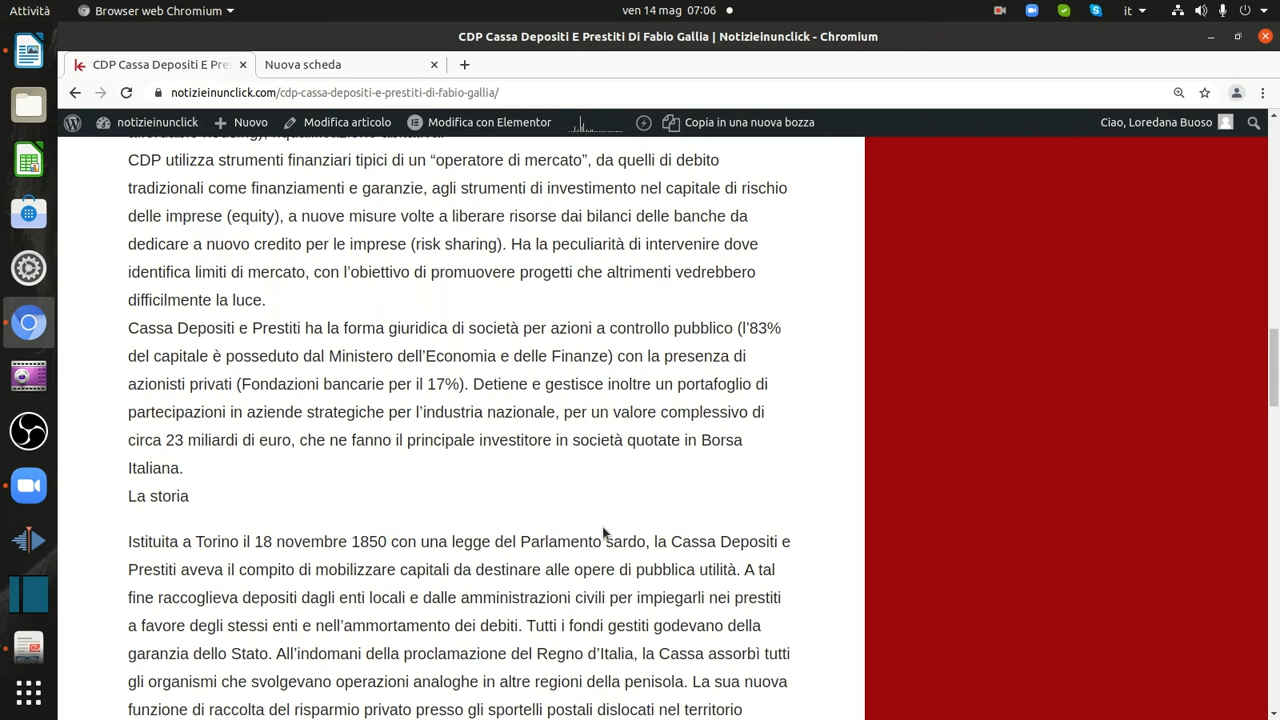 Attività
Browser web Chromium
ven 14 mag 07:06
it
CDP Cassa Depositi E Prestiti Di Fabio Gallia | Notizieinunclick - Chromium
CDP Cassa Depositi E Pres
Nuova scheda
notizieinunclick.com/cdp-cassa-depositi-e-prestiti-di-fabio-gallia/
notizieinunclick
Nuovo
Modifica articolo
Modifica con Elementor
Copia in una nuova bozza
Ciao, Loredana Buoso
CDP utilizza strumenti finanziari tipici di un “operatore di mercato”, da quelli di debito
tradizionali come finanziamenti e garanzie, agli strumenti di investimento nel capitale di rischio
delle imprese (equity), a nuove misure volte a liberare risorse dai bilanci delle banche da
dedicare a nuovo credito per le imprese (risk sharing). Ha la peculiarità di intervenire dove
identifica limiti di mercato, con l’obiettivo di promuovere progetti che altrimenti vedrebbero
difficilmente la luce.
Cassa Depositi e Prestiti ha la forma giuridica di società per azioni a controllo pubblico (l’83%
del capitale è posseduto dal Ministero dell’Economia e delle Finanze) con la presenza di
azionisti privati (Fondazioni bancarie per il 17%). Detiene e gestisce inoltre un portafoglio di
partecipazioni in aziende strategiche per l’industria nazionale, per un valore complessivo di
circa 23 miliardi di euro, che ne fanno il principale investitore in società quotate in Borsa
Italiana.
La storia
Istituita a Torino il 18 novembre 1850 con una legge del Parlamento sardo, la Cassa Depositi e
Prestiti aveva il compito di mobilizzare capitali da destinare alle opere di pubblica utilità. A tal
fine raccoglieva depositi dagli enti locali e dalle amministrazioni civili per impiegarli nei prestiti
a favore degli stessi enti e nell’ammortamento dei debiti. Tutti i fondi gestiti godevano della
garanzia dello Stato. All’indomani della proclamazione del Regno d’Italia, la Cassa assorbì tutti
gli organismi che svolgevano operazioni analoghe in altre regioni della penisola. La sua nuova
funzione di raccolta del risparmio privato presso gli sportelli postali dislocati nel territorio